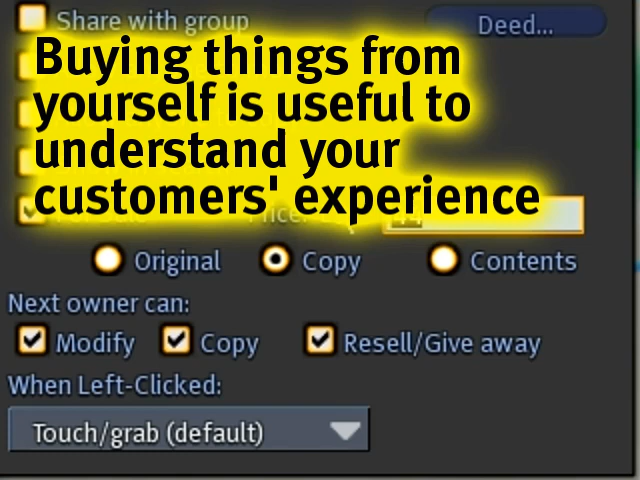 Share with group
Deed...
Buying things from
yourself is useful to
understand your
customers' experience
Original
Copy
Contents
Next owner can:
Modify
Copy
Resell/Give away
When Left-Clicked:
Touch/grab (default)